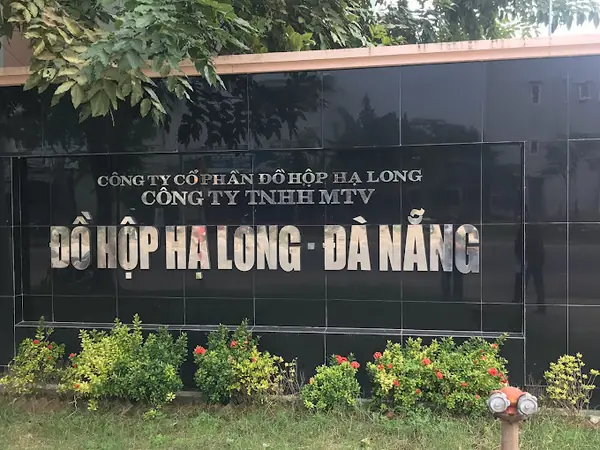 CÔNG TY CỔ PHẦN ĐỒ HỘP HẠ LONG
CÔNG TY TNHH MTV
ĐỒ HỘP HẠ LONG - ĐÀ NẴNG